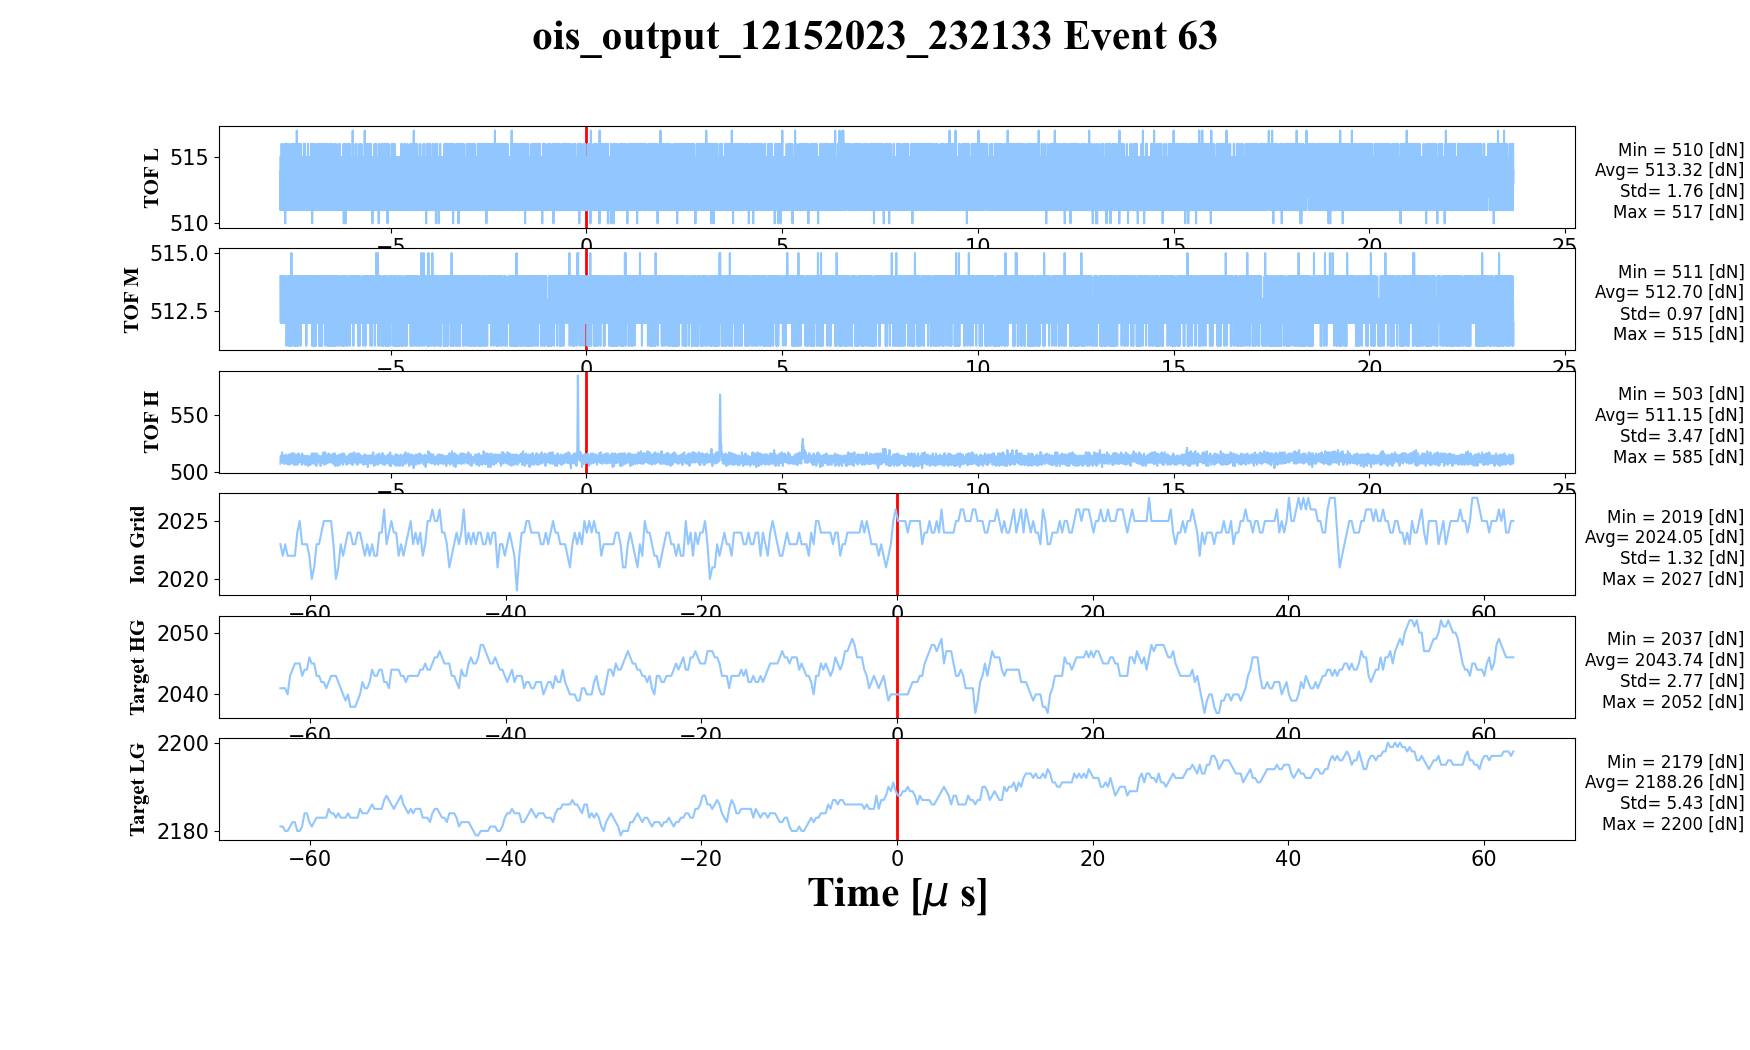 ois_output_12152023_232133 Event 63
TOF L
515
510
Min = 510 [dN]
Avg= 513.32 [dN]
Std= 1.76 [dN]
Max = 517 [dN]
−5 0 5 10 15 20 25
TOF M
515.0
512.5
Min = 511 [dN]
Avg= 512.70 [dN]
Std= 0.97 [dN]
Max = 515 [dN]
−5 0 5 10 15 20 25
TOF H
550
500
Min = 503 [dN]
Avg= 511.15 [dN]
Std= 3.47 [dN]
Max = 585 [dN]
−5 0 5 10 15 20 25
Ion Grid
2025
2020
Min = 2019 [dN]
Avg= 2024.05 [dN]
Std= 1.32 [dN]
Max = 2027 [dN]
−60 −40 −20 0 20 40 60
Target HG
2050
2040
Min = 2037 [dN]
Avg= 2043.74 [dN]
Std= 2.77 [dN]
Max = 2052 [dN]
−60 −40 −20 0 20 40 60
Target LG
2200
2180
Min = 2179 [dN]
Avg= 2188.26 [dN]
Std= 5.43 [dN]
Max = 2200 [dN]
−60 −40 −20 0 20 40 60
Time [μ s]